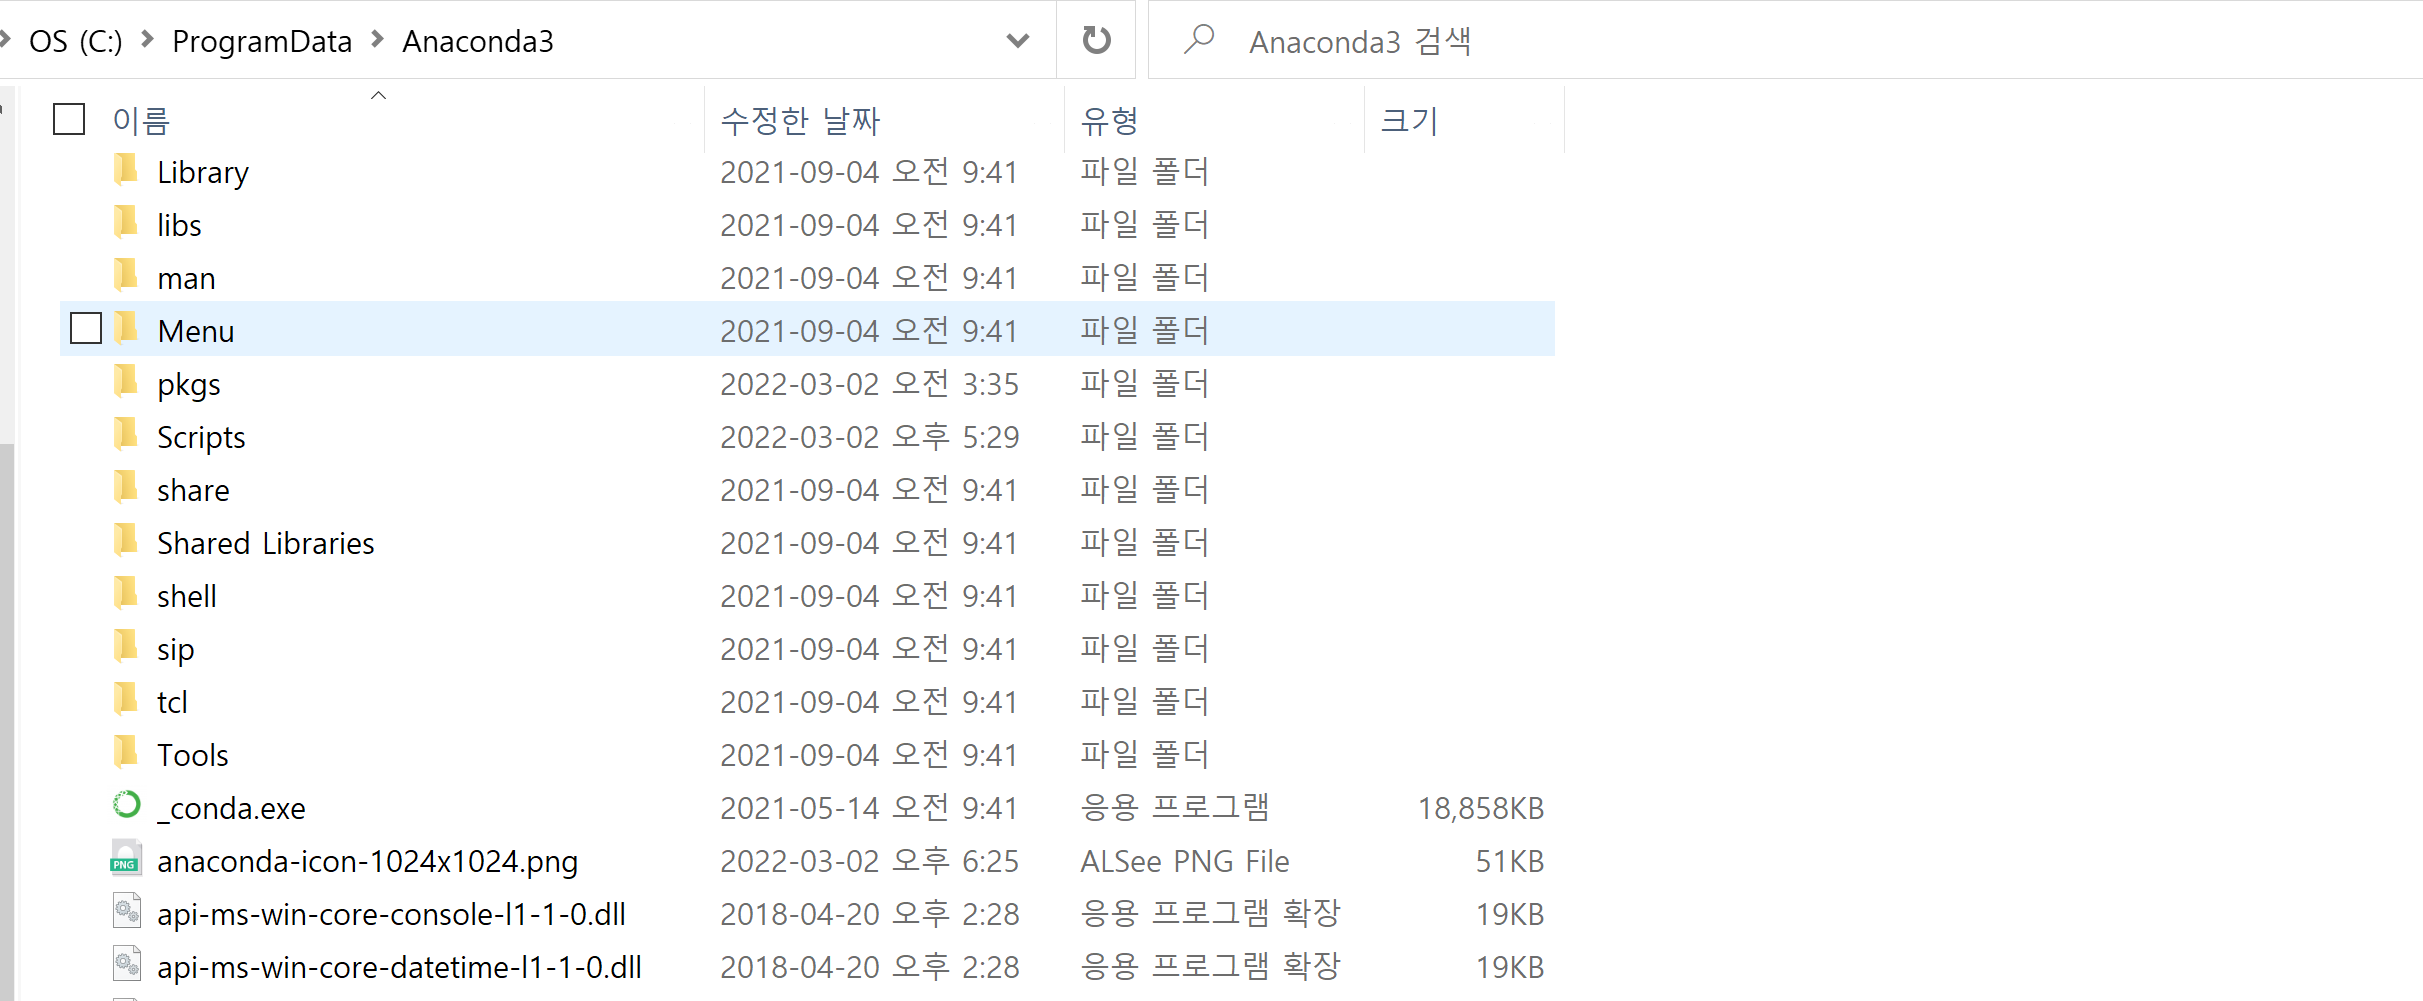 OS (C:) > ProgramData > Anaconda3 Anaconda3 검색
이름 수정한 날짜 유형 크기
Library 2021-09-04 오전 9:41 파일 폴더
libs 2021-09-04 오전 9:41 파일 폴더
man 2021-09-04 오전 9:41 파일 폴더
Menu 2021-09-04 오전 9:41 파일 폴더
pkgs 2022-03-02 오전 3:35 파일 폴더
Scripts 2022-03-02 오후 5:29 파일 폴더
share 2021-09-04 오전 9:41 파일 폴더
Shared Libraries 2021-09-04 오전 9:41 파일 폴더
shell 2021-09-04 오전 9:41 파일 폴더
sip 2021-09-04 오전 9:41 파일 폴더
tcl 2021-09-04 오전 9:41 파일 폴더
Tools 2021-09-04 오전 9:41 파일 폴더
_conda.exe 2021-05-14 오전 9:41 응용 프로그램 18,858KB
PNG anaconda-icon-1024x1024.png 2022-03-02 오후 6:25 ALSee PNG File 51KB
api-ms-win-core-console-l1-1-0.dll 2018-04-20 오후 2:28 응용 프로그램 확장 19KB
api-ms-win-core-datetime-l1-1-0.dll 2018-04-20 오후 2:28 응용 프로그램 확장 19KB